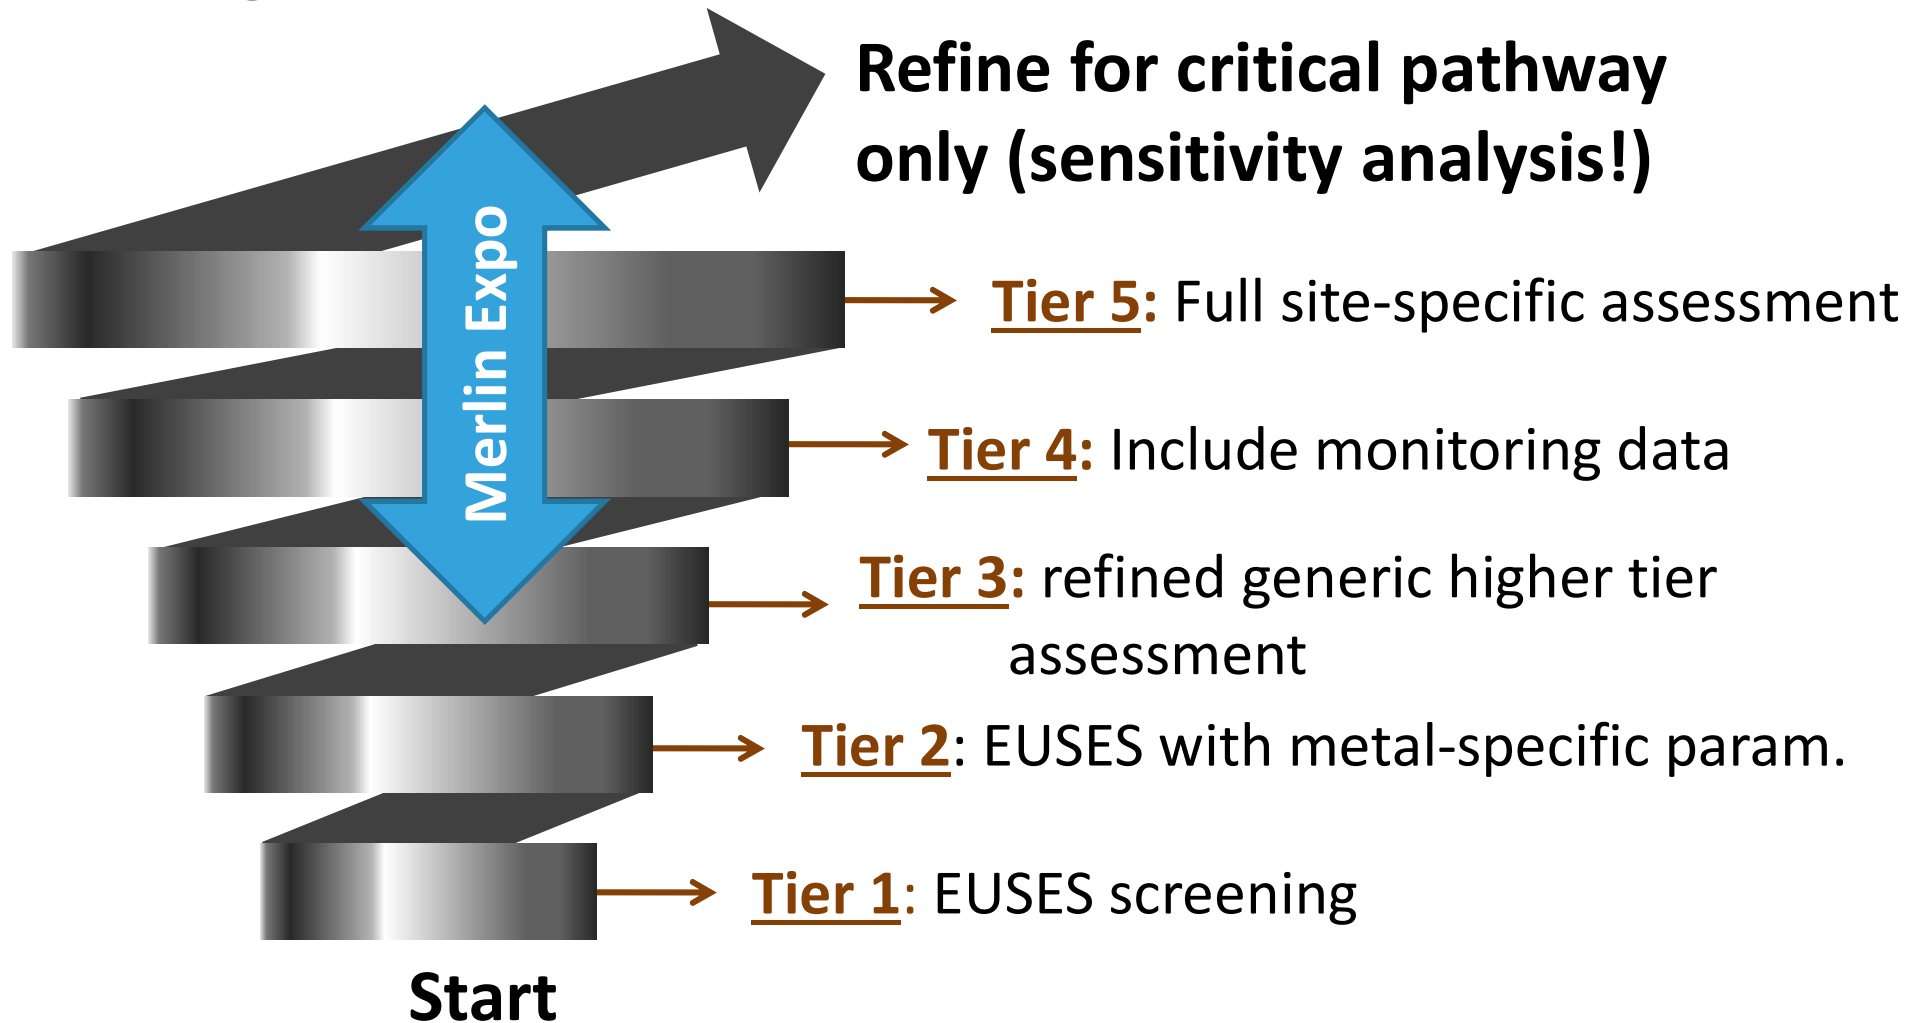 Refine for critical pathway
only (sensitivity analysis!)
Merlin Expo
Tier 5: Full site-specific assessment
Tier 4: Include monitoring data
Tier 3: refined generic higher tier
assessment
Tier 2: EUSES with metal-specific param.
Tier 1: EUSES screening
Start